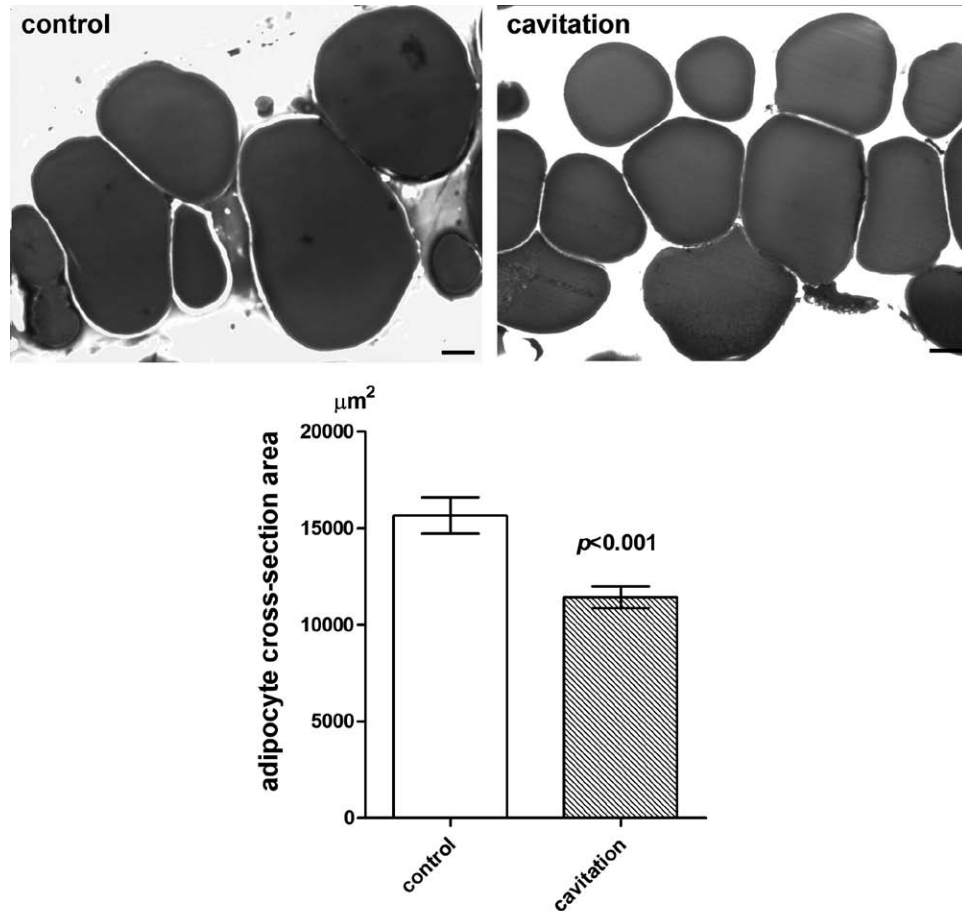 control
cavitation
μm²
20000
15000
10000
5000
0
adipocyte cross-section area
p<0.001
control
cavitation